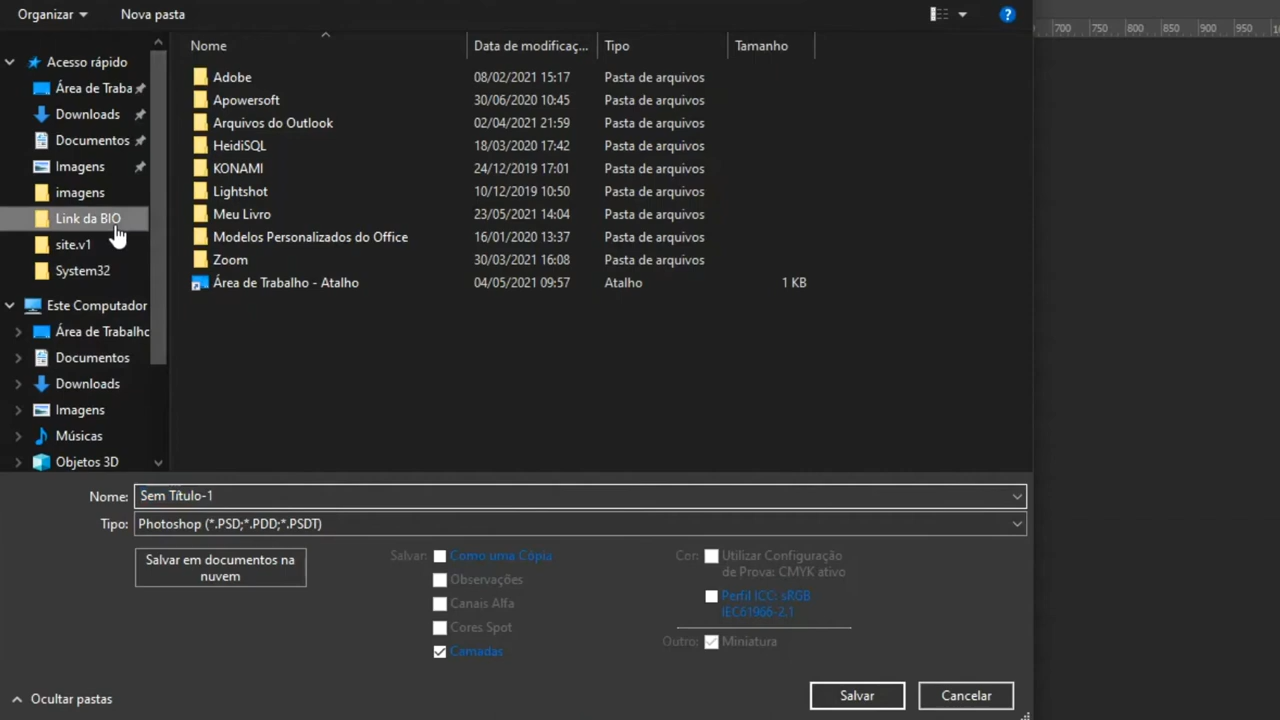 Organizar
Nova pasta
700 750 800 850 900 950
Nome
Data de modificaç...
Tipo
Tamanho
Acesso rápido
Área de Traba
Downloads
Documentos
Imagens
imagens
Link da BIO
site.v1
System32
Este Computador
Área de Trabalho
Documentos
Downloads
Imagens
Músicas
Objetos 3D
Adobe 08/02/2021 15:17 Pasta de arquivos
Apowersoft 30/06/2020 10:45 Pasta de arquivos
Arquivos do Outlook 02/04/2021 21:59 Pasta de arquivos
HeidiSQL 18/03/2020 17:42 Pasta de arquivos
KONAMI 24/12/2019 17:01 Pasta de arquivos
Lightshot 10/12/2019 10:50 Pasta de arquivos
Meu Livro 23/05/2021 14:04 Pasta de arquivos
Modelos Personalizados do Office 16/01/2020 13:37 Pasta de arquivos
Zoom 30/03/2021 16:08 Pasta de arquivos
Área de Trabalho - Atalho 04/05/2021 09:57 Atalho 1 KB
Nome: Sem Título-1
Tipo: Photoshop (*.PSD;*.PDD;*.PSDT)
Salvar em documentos na
nuvem
Salvar: Como uma Cópia
Observações
Canais Alfa
Cores Spot
Camadas
Cor: Utilizar Configuração
de Prova: CMYK ativo
Perfil ICC: sRGB
IEC61966-2.1
Outro: Miniatura
Ocultar pastas
Salvar
Cancelar